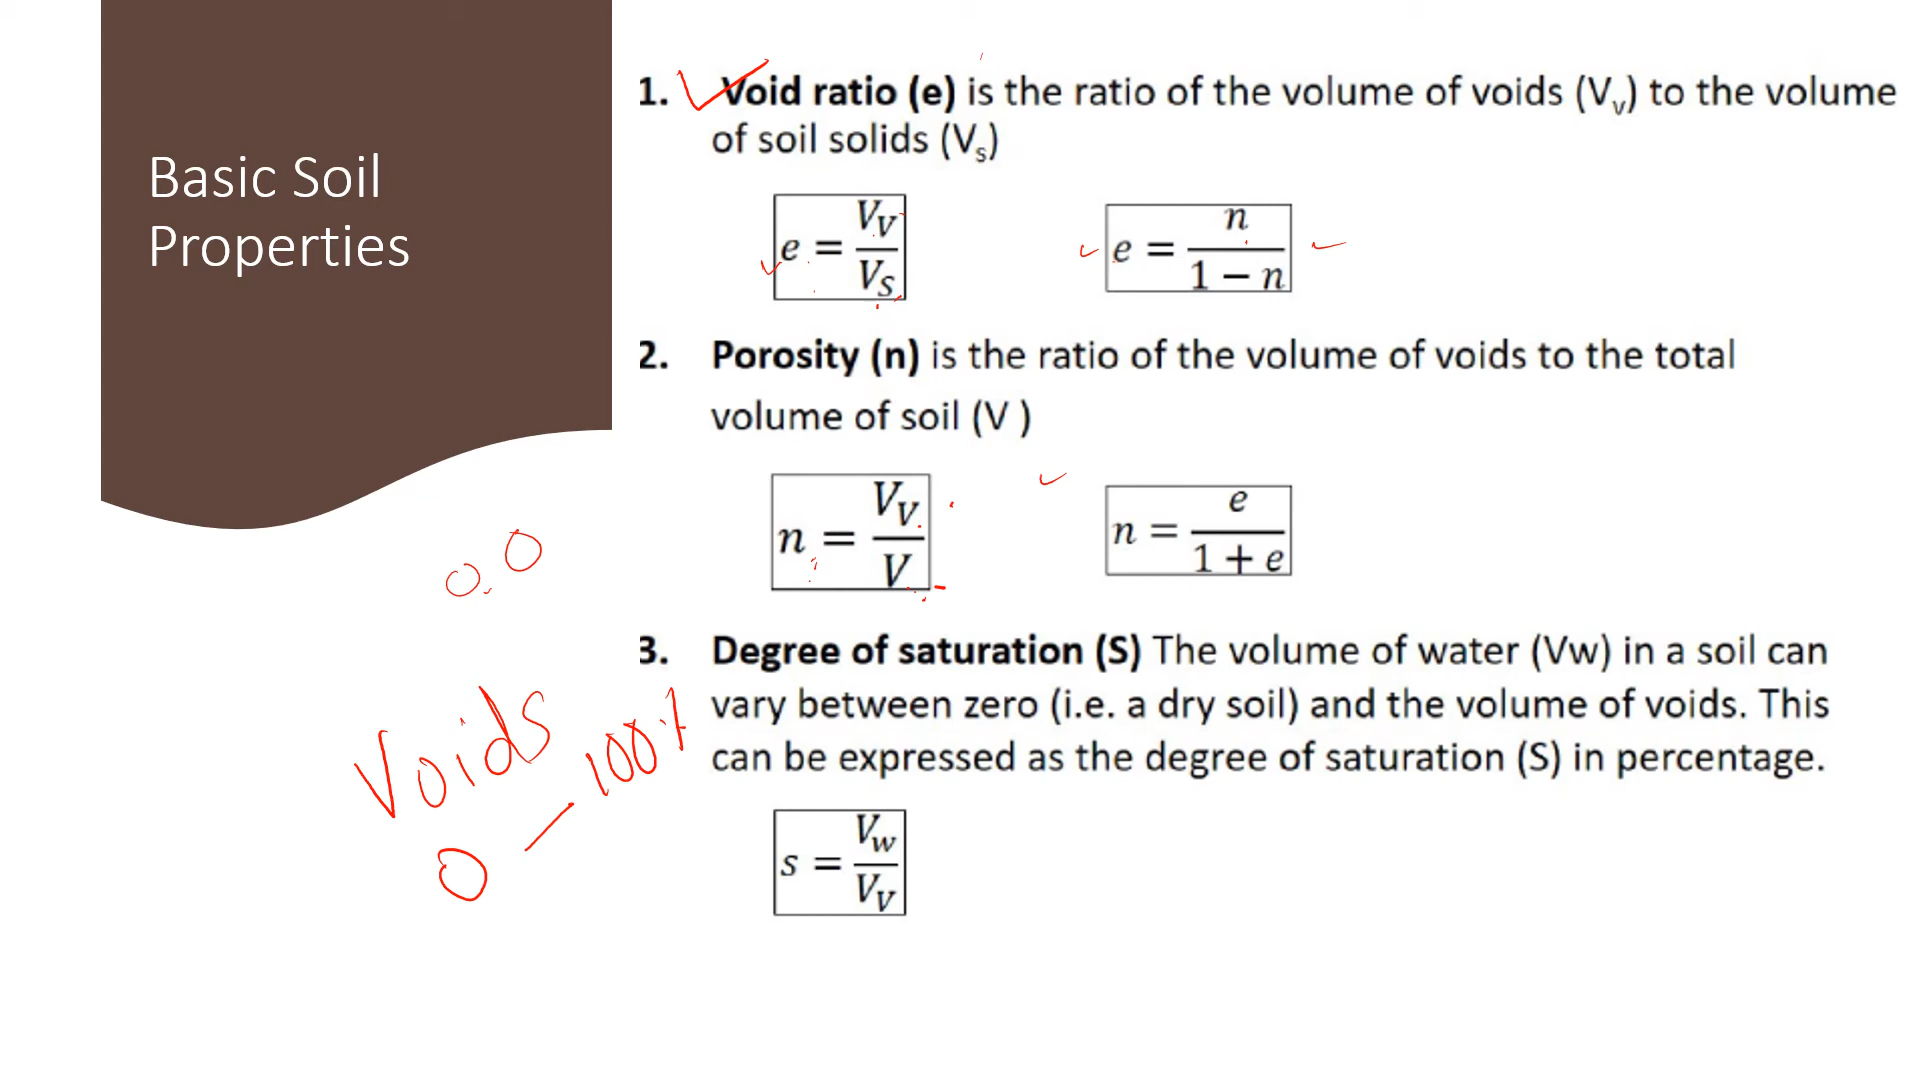 Basic Soil
Properties
1. Void ratio (e) is the ratio of the volume of voids (Vv) to the volume
of soil solids (Vs)
e = VV/VS
e = n/(1 − n)
2. Porosity (n) is the ratio of the volume of voids to the total
volume of soil (V )
n = VV/V
n = e/(1 + e)
0.0
3. Degree of saturation (S) The volume of water (Vw) in a soil can
vary between zero (i.e. a dry soil) and the volume of voids. This
can be expressed as the degree of saturation (S) in percentage.
s = Vw/VV
Voids
0 — 100%